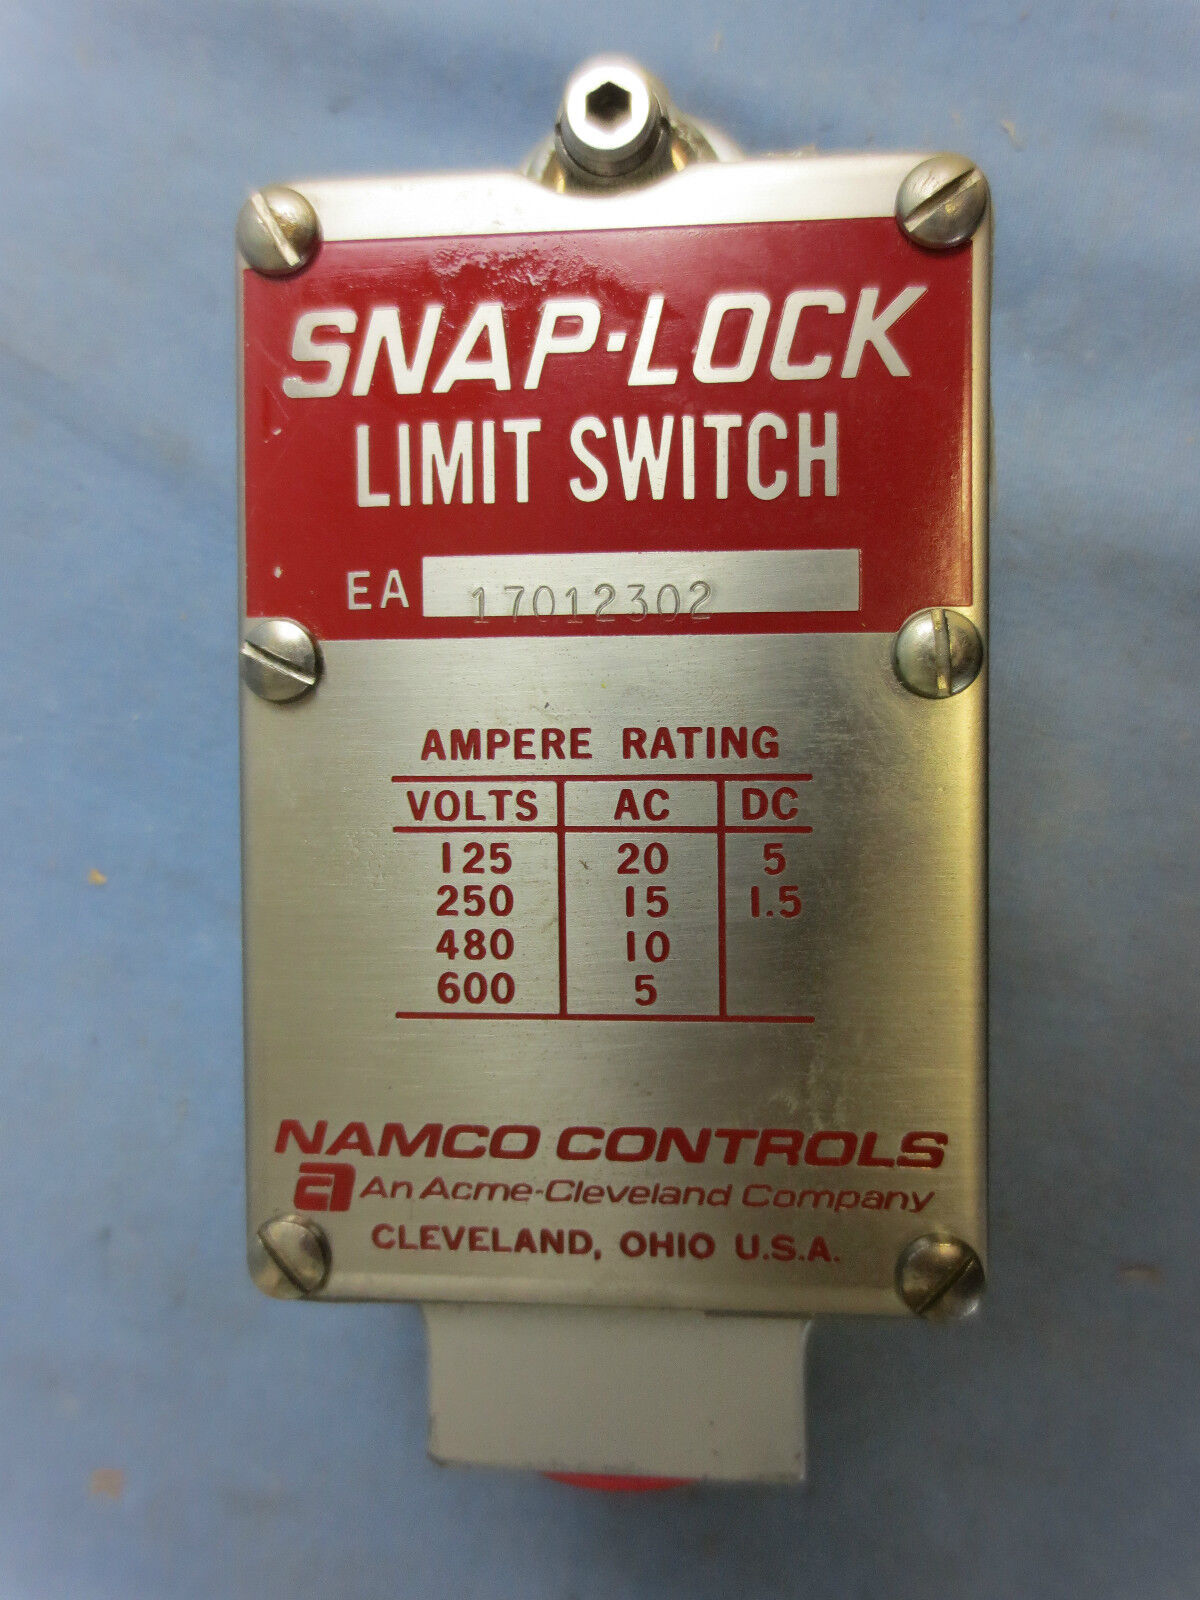 SNAP·LOCK
LIMIT SWITCH
EA 17012302
AMPERE RATING
VOLTS AC DC
125 20 5
250 15 1.5
480 10
600 5
NAMCO CONTROLS
An Acme-Cleveland Company
CLEVELAND, OHIO U.S.A.